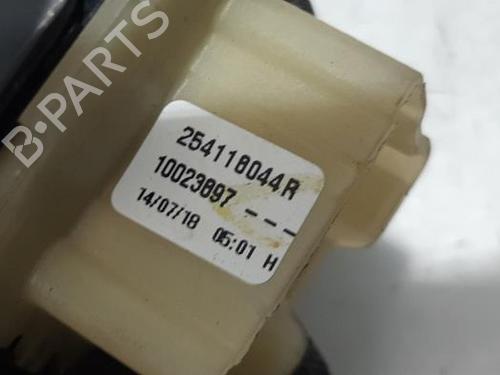 B-PARTS
254118044R
10023897 ---
14/07/18 05:01 H